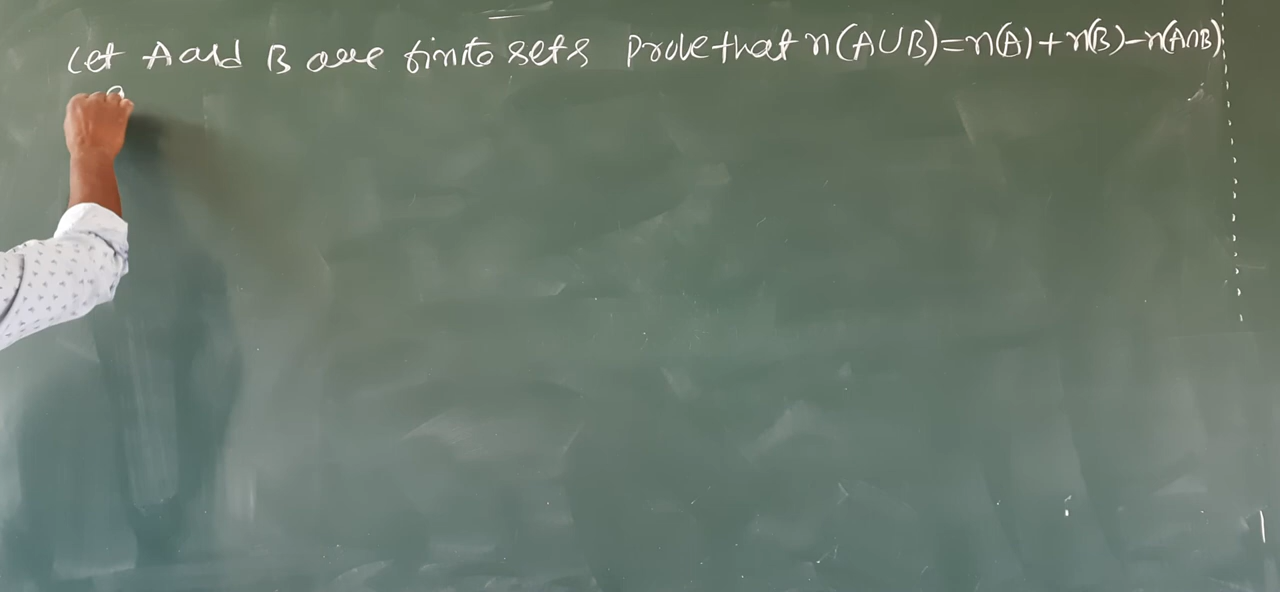 Let A and B are finite sets Prove that n(A∪B)=n(A)+n(B)-n(A∩B)